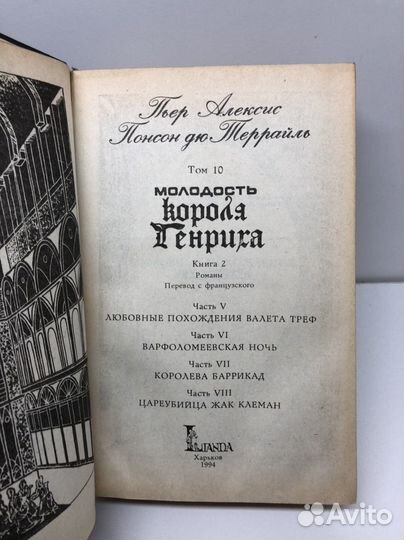 Пьер Алексис
Понсон дю Террайль
Том 10
МОЛОДОСТЬ
Короля
Генриха
Книга 2
Романы
Перевод с французского
Часть V
ЛЮБОВНЫЕ ПОХОЖДЕНИЯ ВАЛЕТА ТРЕФ
Часть VI
ВАРФОЛОМЕЕВСКАЯ НОЧЬ
Часть VII
КОРОЛЕВА БАРРИКАД
Часть VIII
ЦАРЕУБИЙЦА ЖАК КЛЕМАН
Харьков
1994
Avito